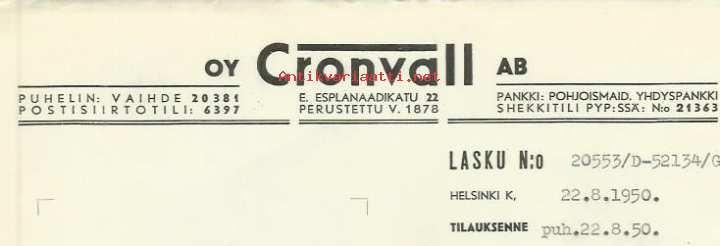 OY Cronvall AB
Antikvariaatti.net
PUHELIN: VAIHDE 20381
POSTISIIRTOTILI: 6397
E. ESPLANAADIKATU 22
PERUSTETTU V. 1878
PANKKI: POHJOISMAID. YHDYSPANKKI
SHEKKITILI PYP:SSÄ: N:o 21363
LASKU N:o 20553/D-52134/G
HELSINKI K, 22.8.1950.
TILAUKSENNE puh.22.8.50.